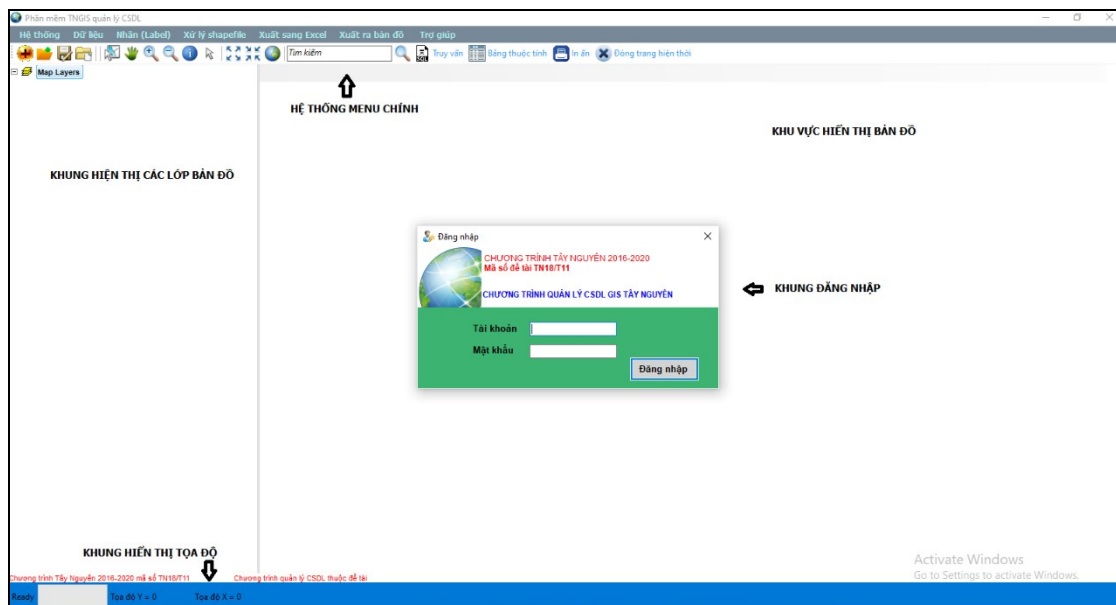 Phần mềm TNGIS quản lý CSDL
Hệ thống Dữ liệu Nhãn (Label) Xử lý shapefile Xuất sang Excel Xuất ra bản đồ Trợ giúp
Tìm kiếm SQL Truy vấn Bảng thuộc tính In ấn Đóng trang hiện thời
Map Layers
HỆ THỐNG MENU CHÍNH
KHU VỰC HIỂN THỊ BẢN ĐỒ
KHUNG HIỆN THỊ CÁC LỚP BẢN ĐỒ
Đăng nhập
CHƯƠNG TRÌNH TÂY NGUYÊN 2016-2020
Mã số đề tài TN18/T11
CHƯƠNG TRÌNH QUẢN LÝ CSDL GIS TÂY NGUYÊN
KHUNG ĐĂNG NHẬP
Tài khoản
Mật khẩu
Đăng nhập
KHUNG HIỂN THỊ TỌA ĐỘ
Activate Windows
Go to Settings to activate Windows.
Chương trình Tây Nguyên 2016-2020 mã số TN18/T11 Chương trình quản lý CSDL thuộc đề tài
Ready Tọa độ Y = 0 Tọa độ X = 0